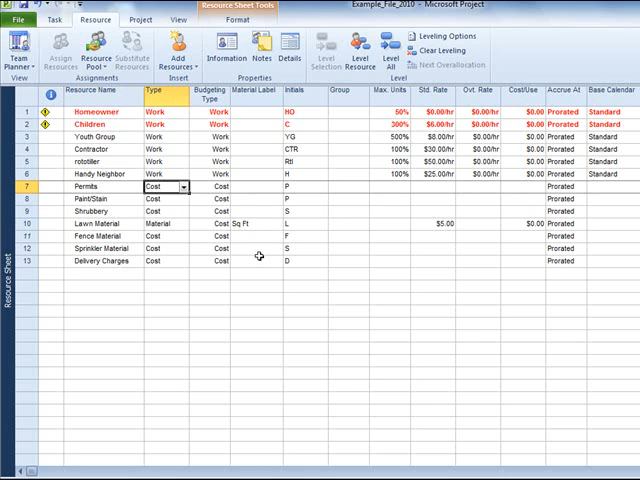 Resource Sheet Tools
Example_File_2010 - Microsoft Project
File Task Resource Project View Format
Team Planner Assign Resources Resource Pool Substitute Resources Add Resources Information Notes Details Level Selection Level Resource Level All Leveling Options
Clear Leveling
Next Overallocation
Assignments Insert Properties Level
Resource Name Type Budgeting Type Material Label Initials Group Max. Units Std. Rate Ovt. Rate Cost/Use Accrue At Base Calendar
1 Homeowner Work Work HO 50% $0.00/hr $0.00/hr $0.00 Prorated Standard
2 Children Work Work C 300% $6.00/hr $0.00/hr $0.00 Prorated Standard
3 Youth Group Work Work YG 500% $8.00/hr $0.00/hr $0.00 Prorated Standard
4 Contractor Work Work CTR 100% $30.00/hr $0.00/hr $0.00 Prorated Standard
5 rototiller Work Work Rtl 100% $50.00/hr $0.00/hr $0.00 Prorated Standard
6 Handy Neighbor Work Work H 100% $25.00/hr $0.00/hr $0.00 Prorated Standard
7 Permits Cost Cost P Prorated
8 Paint/Stain Cost Cost P Prorated
9 Shrubbery Cost Cost S Prorated
10 Lawn Material Material Cost Sq Ft L $5.00 $0.00 Prorated
11 Fence Material Cost Cost F Prorated
12 Sprinkler Material Cost Cost S Prorated
13 Delivery Charges Cost Cost D Prorated
Resource Sheet